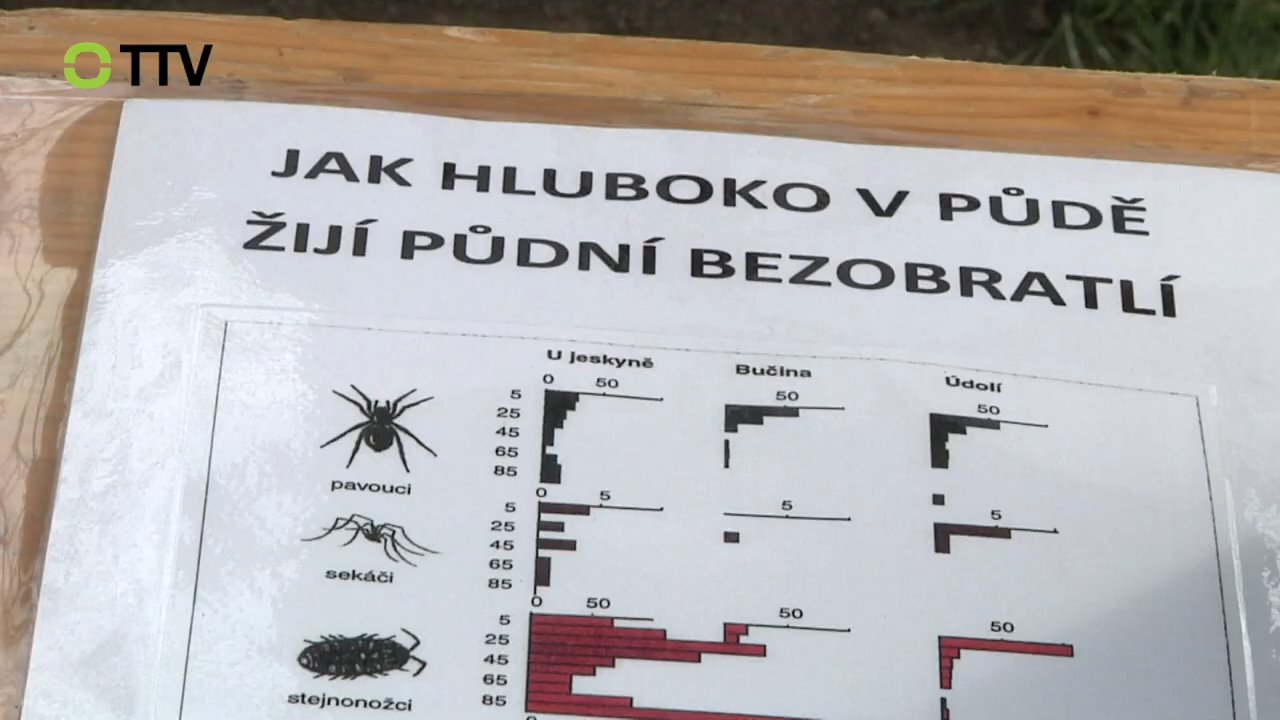 TTV
JAK HLUBOKO V PŮDĚ
ŽIJÍ PŮDNÍ BEZOBRATLÍ
U jeskyně Bučina Údolí
0 50 50 50
5
25
45
65
85
pavouci
0 5 5 5
5
25
45
65
85
sekáči
0 50 50 50
5
25
45
65
85
stejnonožci
0